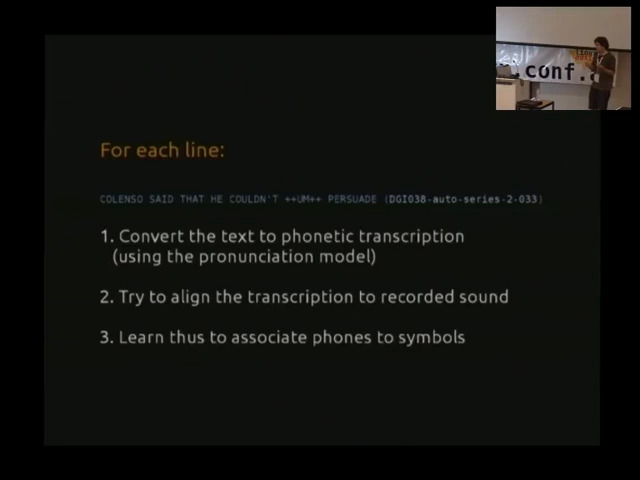 .conf.a
For each line:
COLENSO SAID THAT HE COULDN'T ++UM++ PERSUADE (DGI038-auto-series-2-033)
1. Convert the text to phonetic transcription
(using the pronunciation model)
2. Try to align the transcription to recorded sound
3. Learn thus to associate phones to symbols